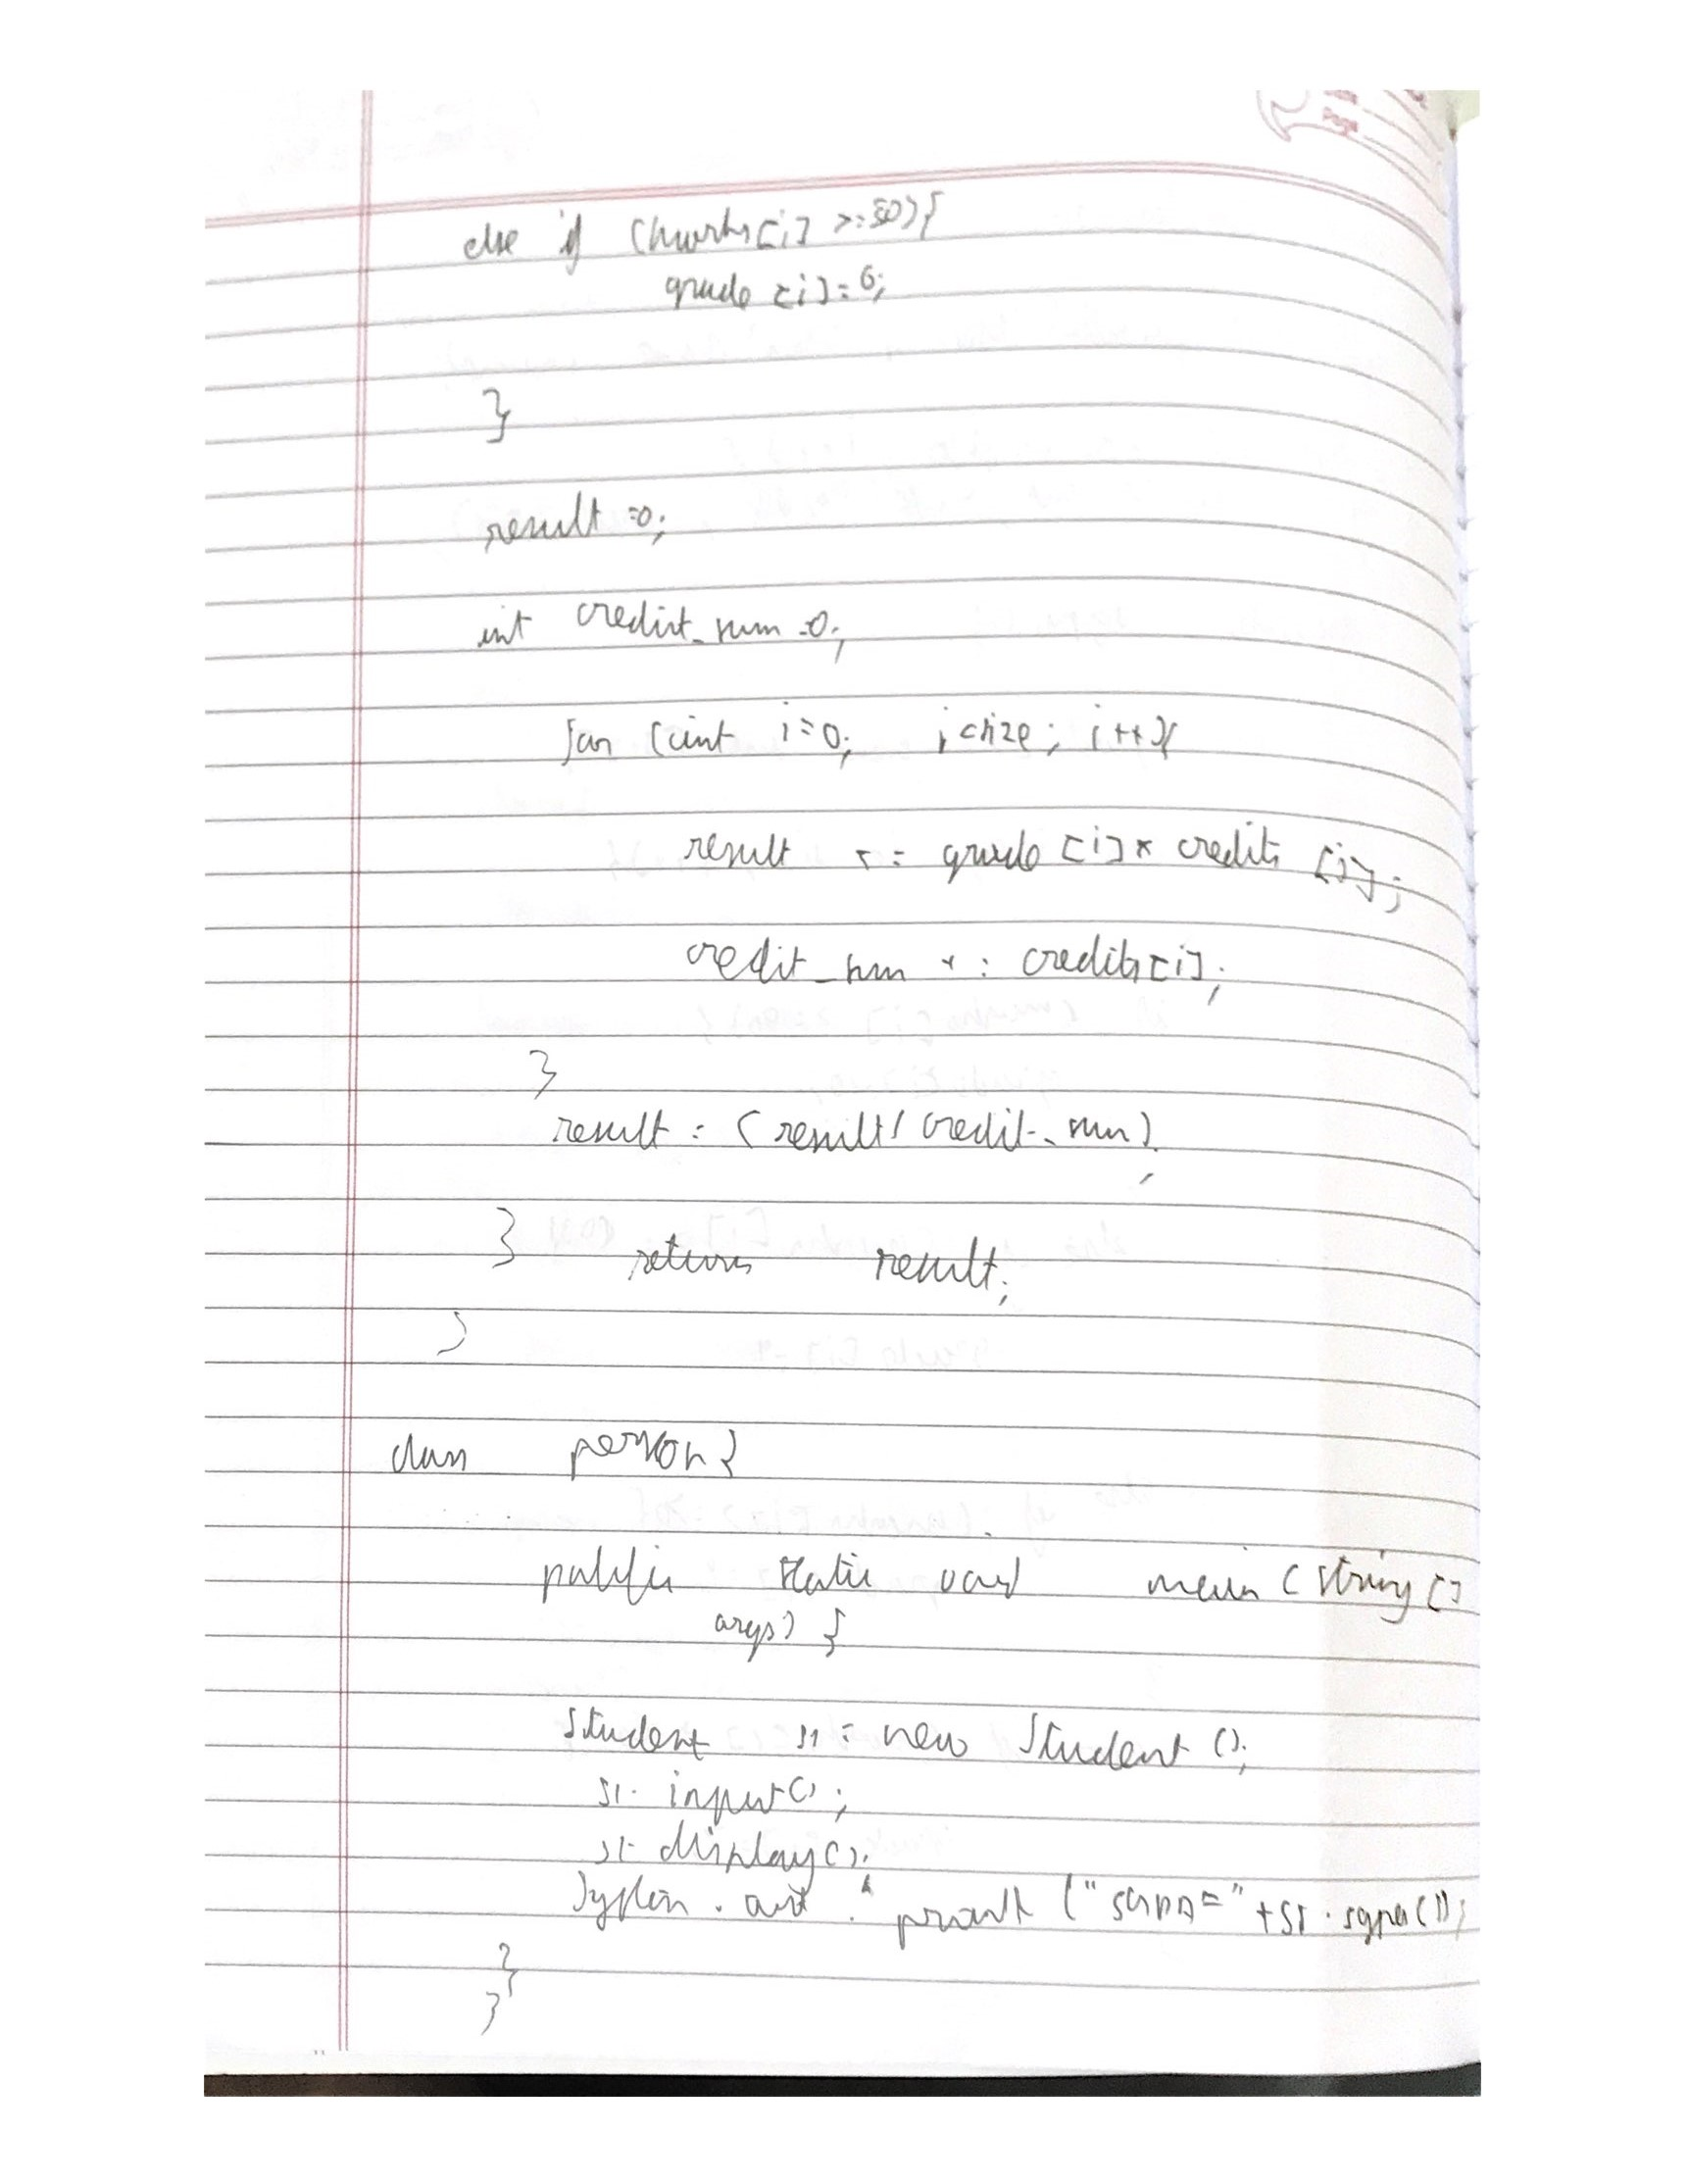 Page
else if (marks[i] >=50){
grade [i]=6;
}
result =0;
int credit_sum =0;
for (int i=0; i<size; i++){
result += grade [i] * credits [i];
credit_sum += credits[i];
}
result = (result / credit_sum);
} return result;
}
class person {
public static void main (String []
args) {
Student s1 = new Student ();
s1. input();
s1. display();
System . out . print ("SGPA=" +S1 . sgpa());
}
}